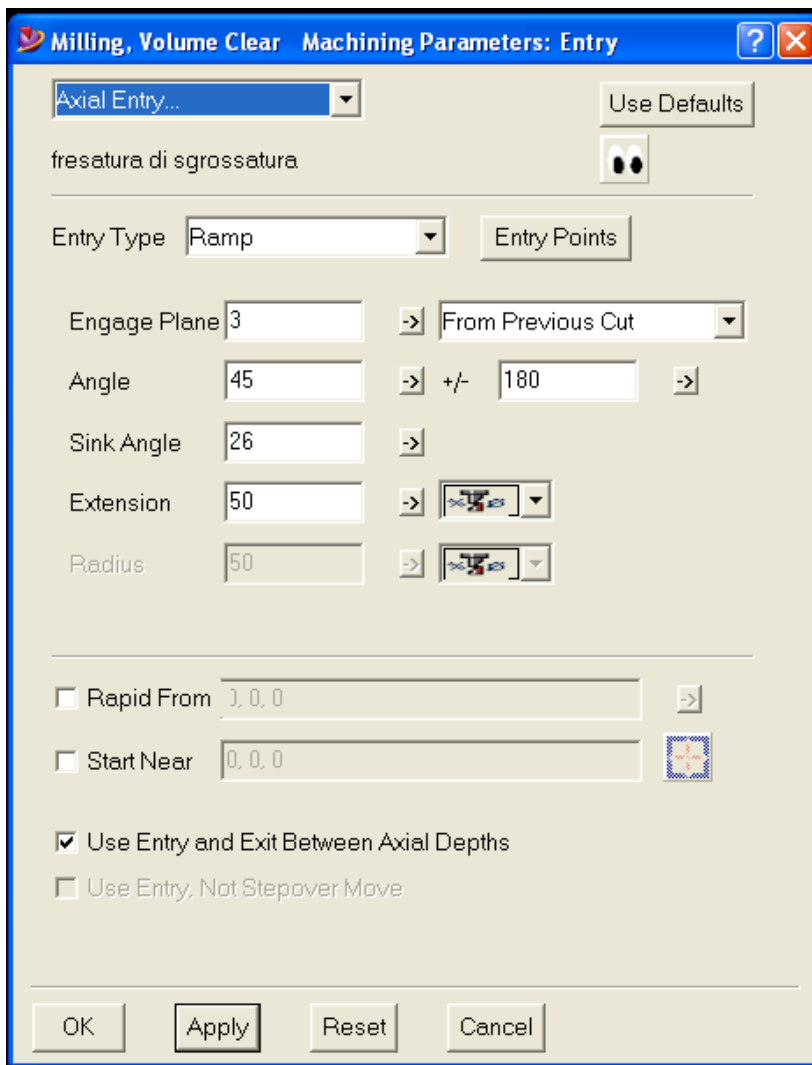 Milling, Volume Clear Machining Parameters: Entry
Axial Entry...
Use Defaults
fresatura di sgrossatura
Entry Type Ramp Entry Points
Engage Plane 3 -> From Previous Cut
Angle 45 -> +/- 180 ->
Sink Angle 26 ->
Extension 50 ->
Radius 50 ->
Rapid From 0, 0, 0 ->
Start Near 0, 0, 0
Use Entry and Exit Between Axial Depths
Use Entry, Not Stepover Move
OK Apply Reset Cancel